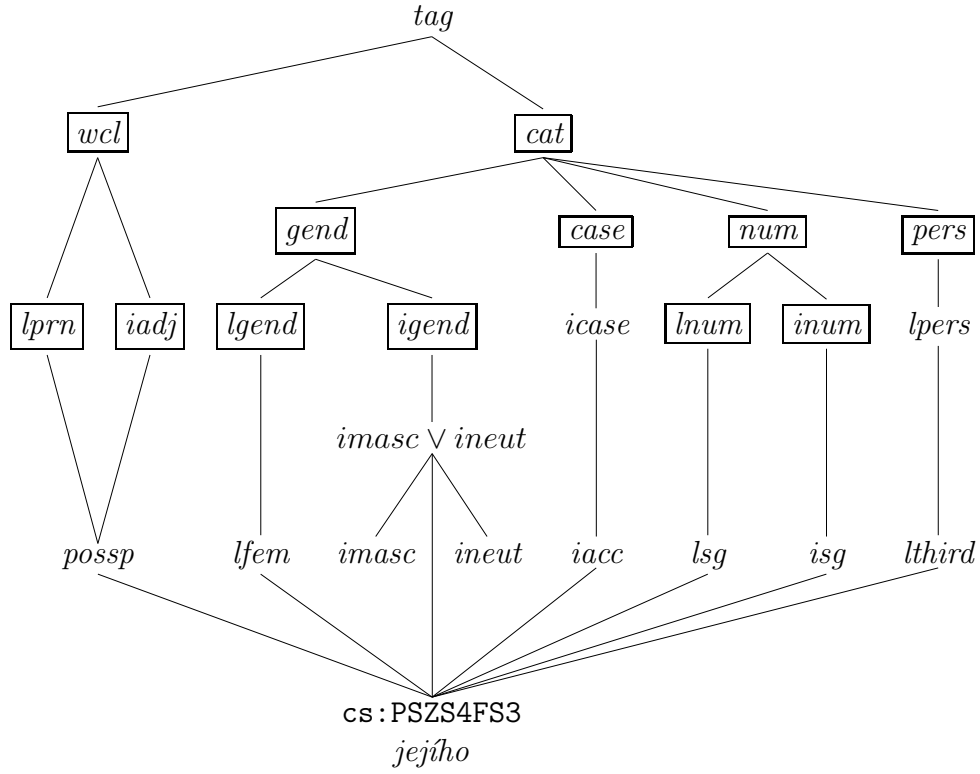 tag
wcl cat
gend case num pers
lprn iadj lgend igend icase lnum inum lpers
imasc ∨ ineut
possp lfem imasc ineut iacc lsg isg lthird
cs:PSZS4FS3
jejího